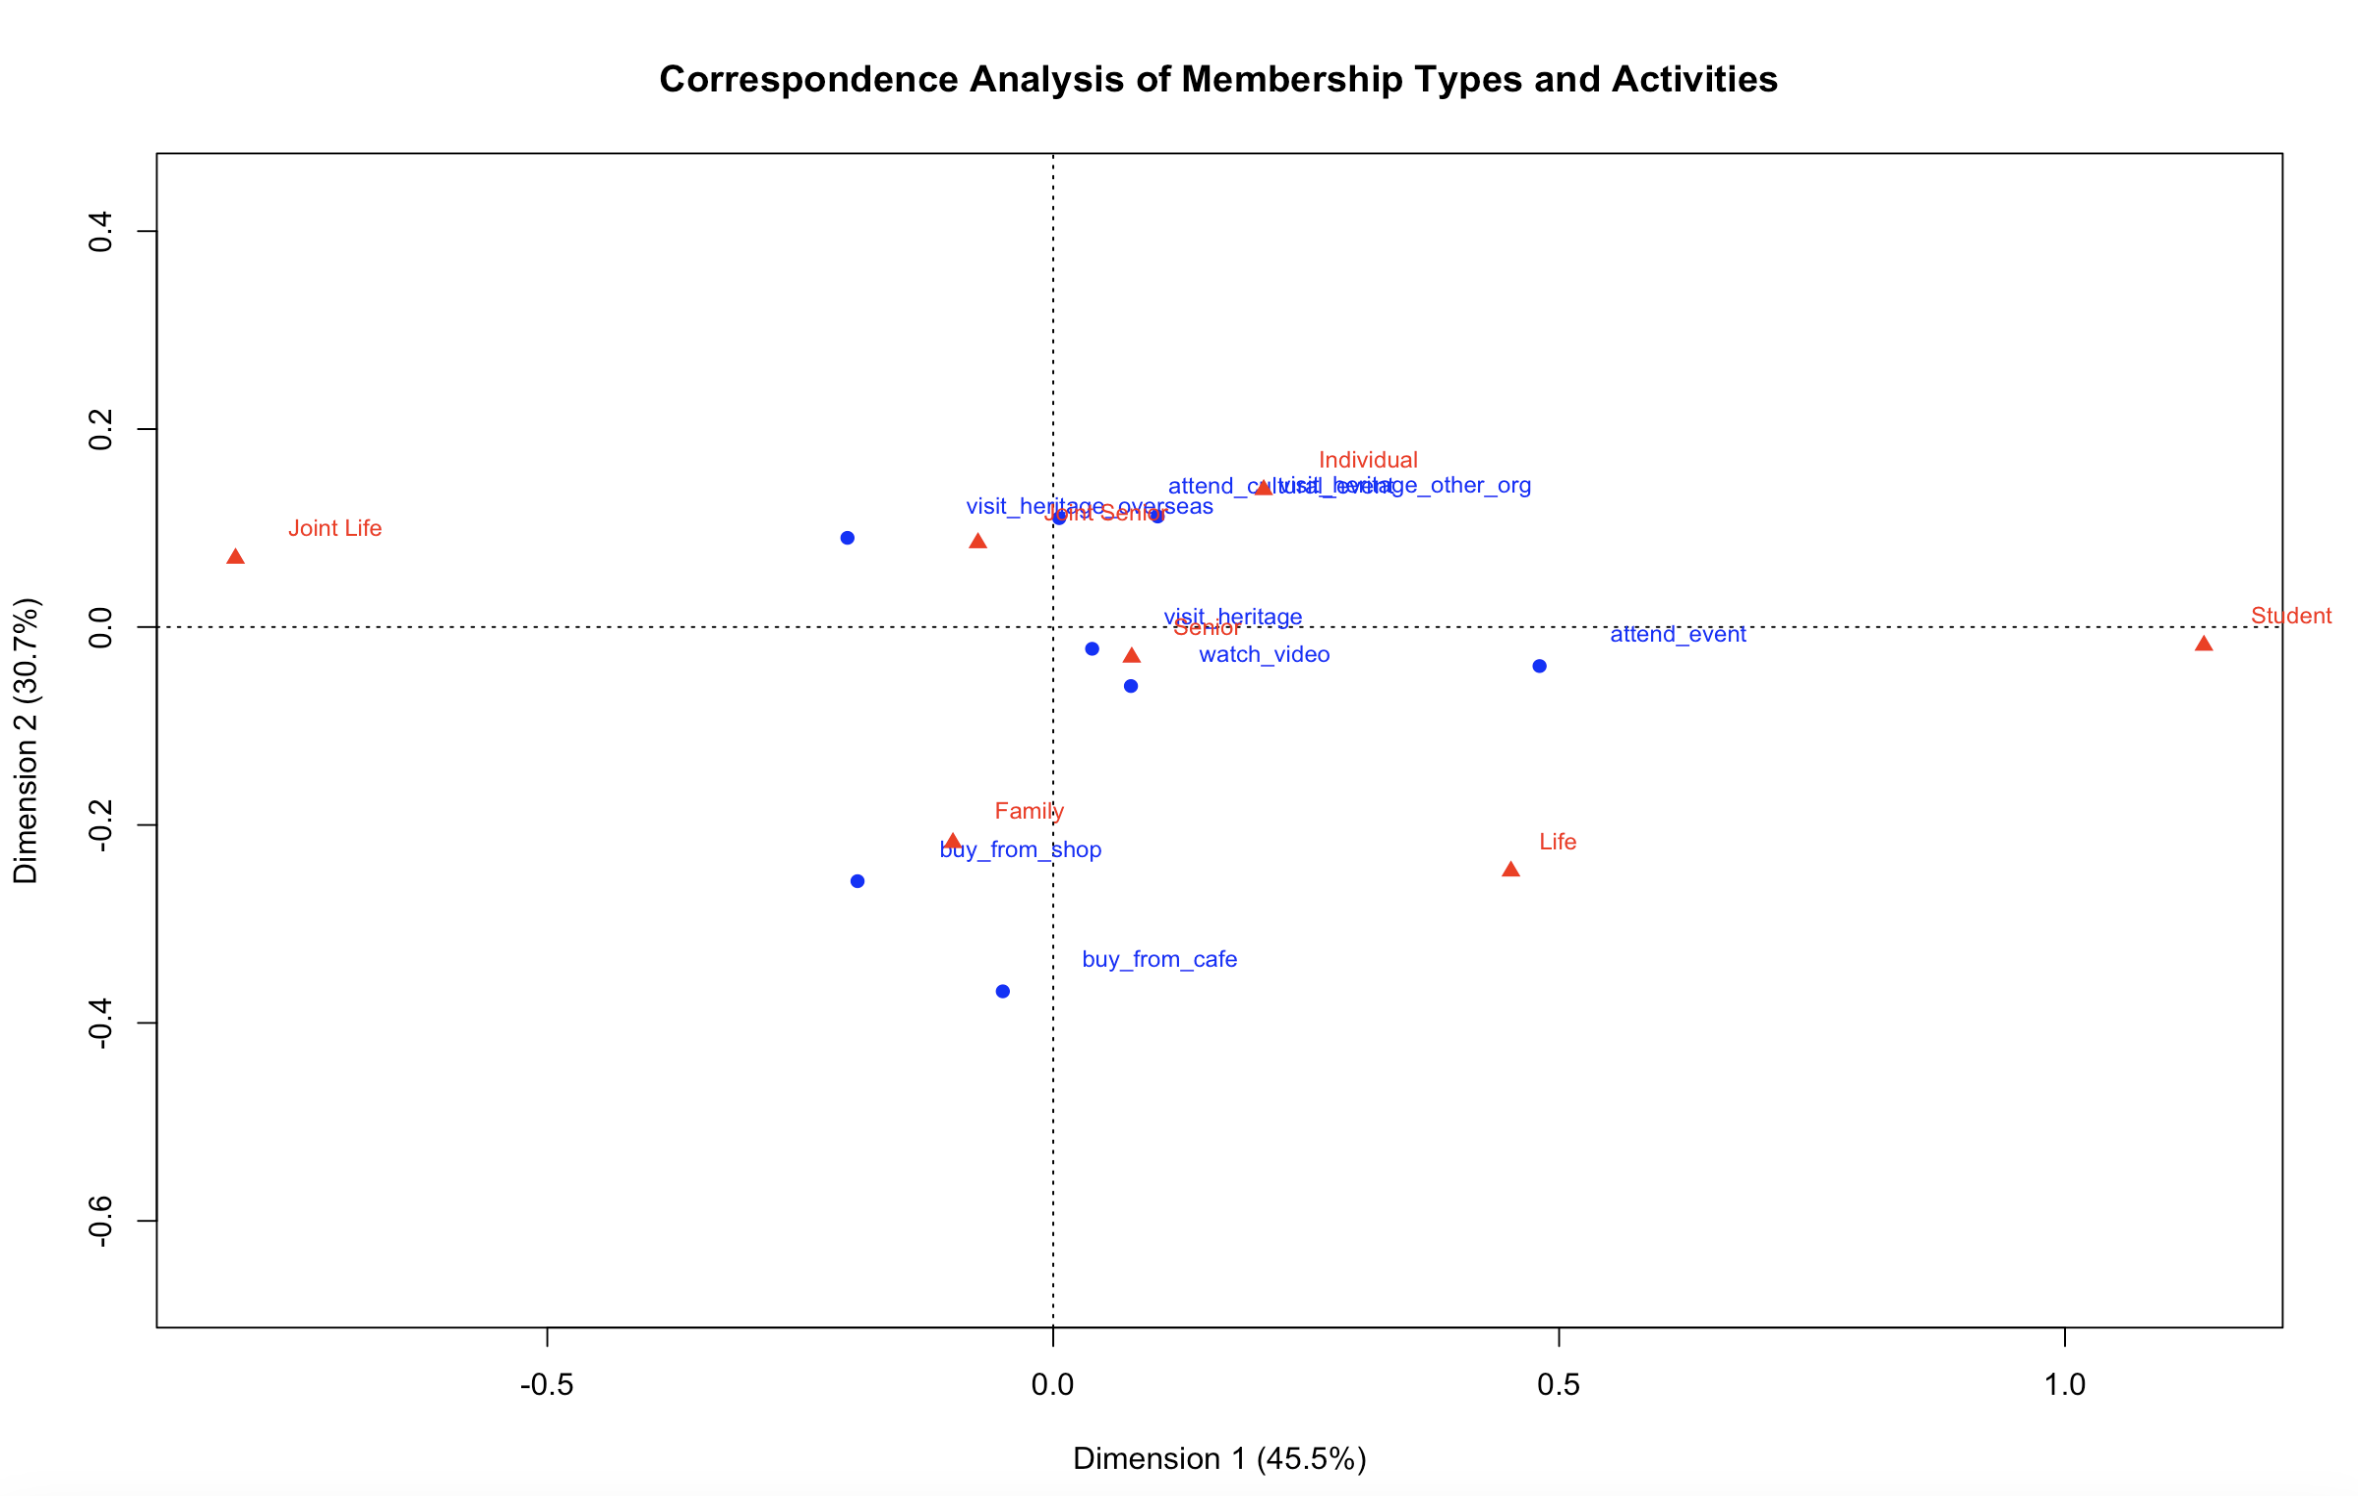 Correspondence Analysis of Membership Types and Activities
0.4
0.2
0.0
-0.2
-0.4
-0.6
Dimension 2 (30.7%)
Individual
attend_cultural_event
visit_heritage_other_org
visit_heritage_overseas
Joint Senior
Joint Life
visit_heritage
Senior
Student
attend_event
watch_video
Family
Life
buy_from_shop
buy_from_cafe
-0.5
0.0
0.5
1.0
Dimension 1 (45.5%)